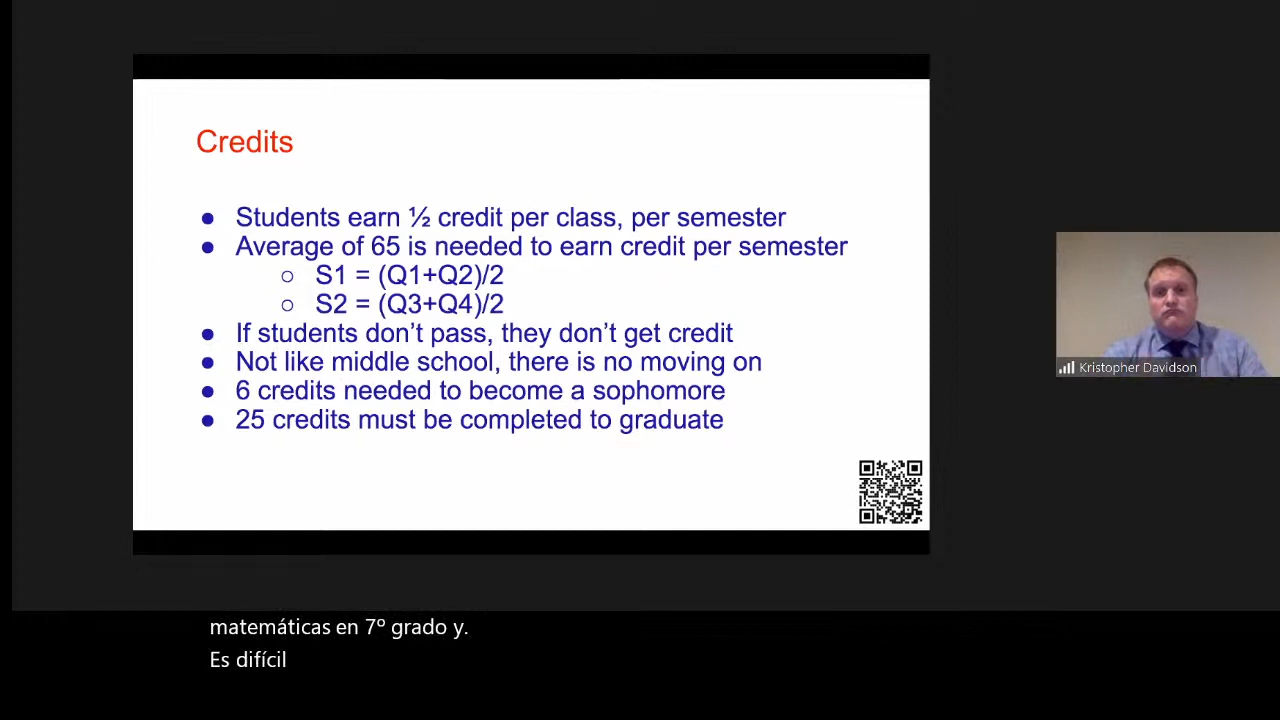 Credits
● Students earn ½ credit per class, per semester
● Average of 65 is needed to earn credit per semester
○ S1 = (Q1+Q2)/2
○ S2 = (Q3+Q4)/2
● If students don’t pass, they don’t get credit
● Not like middle school, there is no moving on
● 6 credits needed to become a sophomore
● 25 credits must be completed to graduate
Kristopher Davidson
matemáticas en 7º grado y.
Es difícil